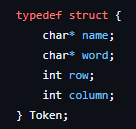 typedef struct {
    char* name;
    char* word;
    int row;
    int column;
} Token;